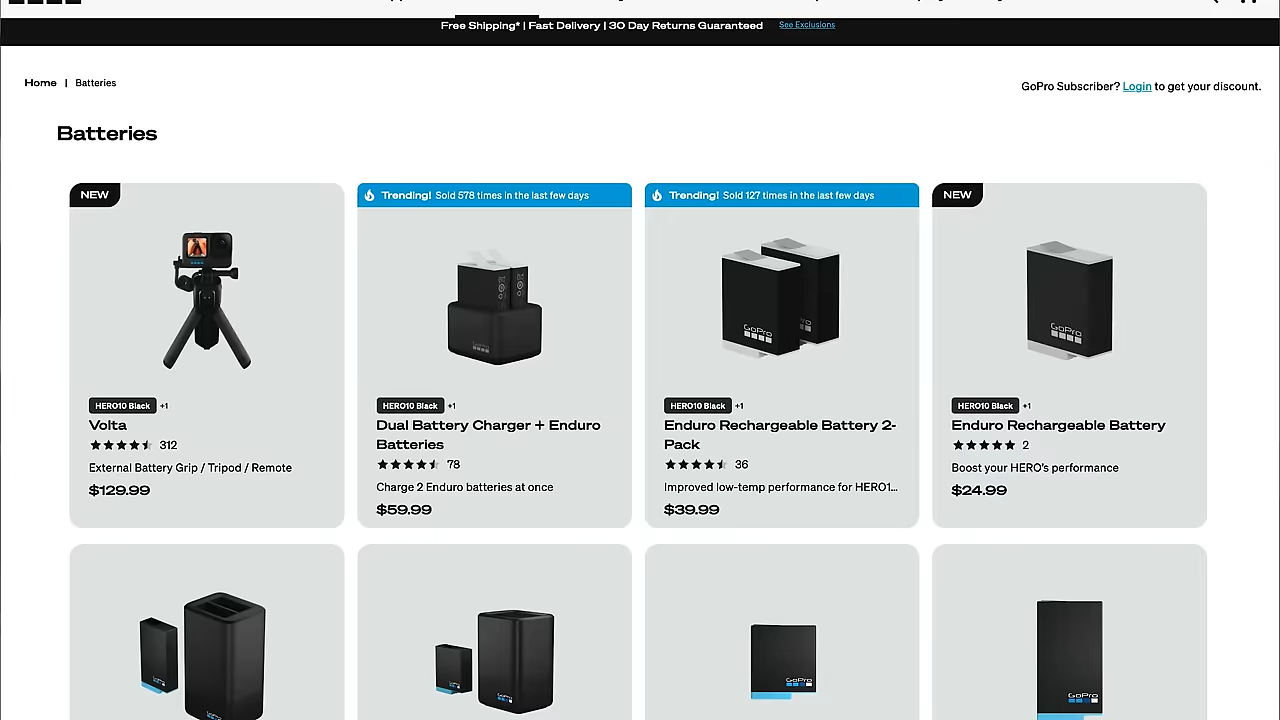 Free Shipping* | Fast Delivery | 30 Day Returns Guaranteed See Exclusions
Home | Batteries
GoPro Subscriber? Login to get your discount.
Batteries
NEW
Trending! Sold 578 times in the last few days
Trending! Sold 127 times in the last few days
NEW
GoPro
GoPro
HERO10 Black +1
Volta
312
External Battery Grip / Tripod / Remote
$129.99
HERO10 Black +1
Dual Battery Charger + Enduro
Batteries
78
Charge 2 Enduro batteries at once
$59.99
HERO10 Black +1
Enduro Rechargeable Battery 2-
Pack
36
Improved low-temp performance for HERO1...
$39.99
HERO10 Black +1
Enduro Rechargeable Battery
2
Boost your HERO's performance
$24.99
GoPro
GoPro
GoPro